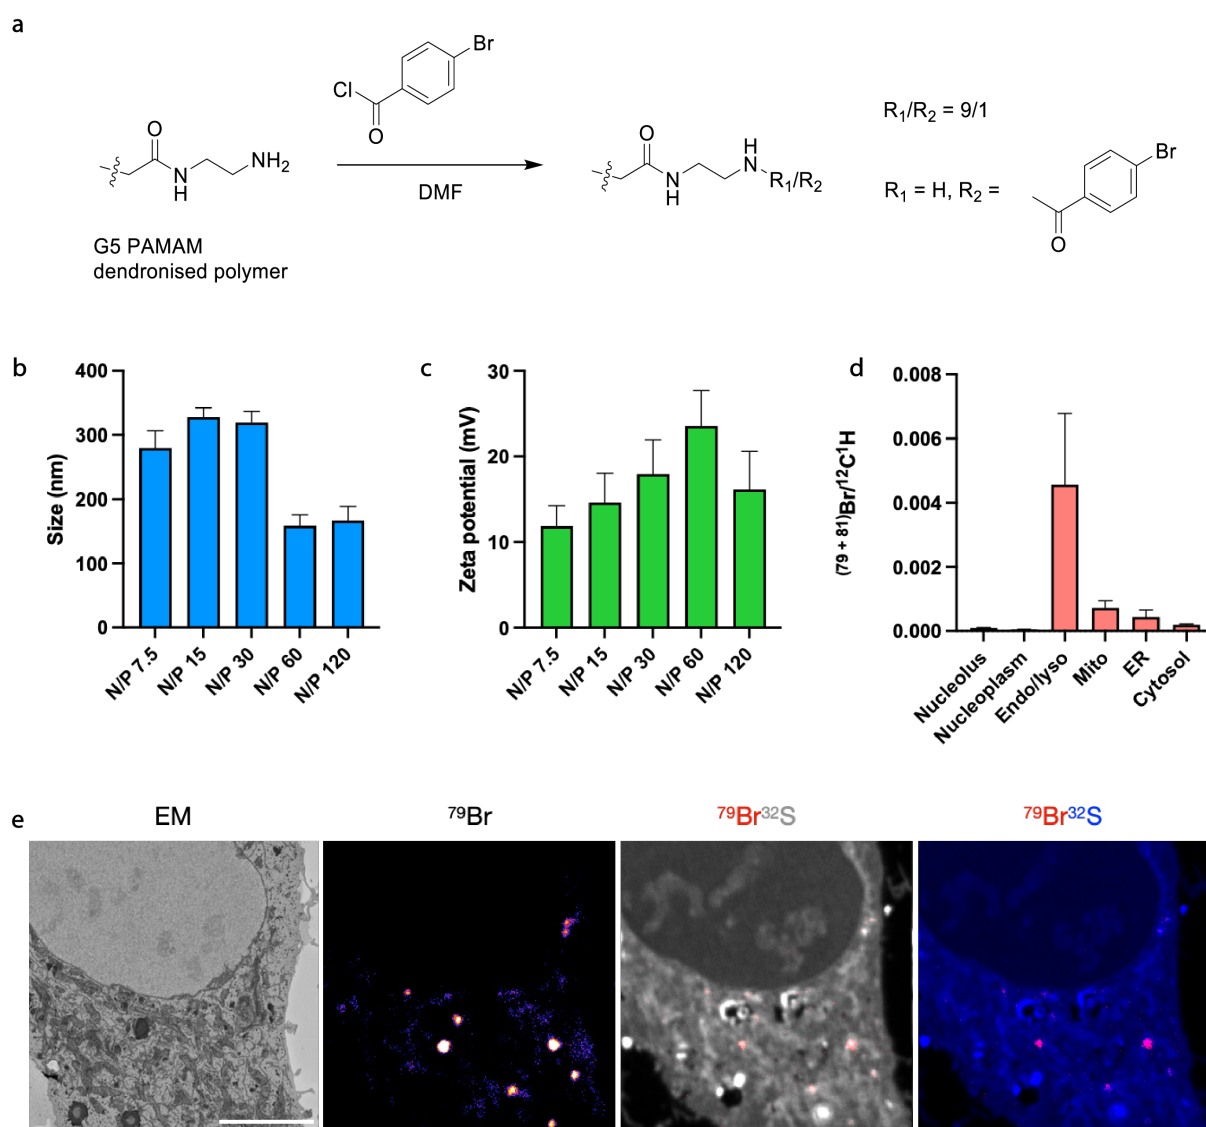 a
Br
Cl
O
O
N
H
NH₂
DMF
G5 PAMAM
dendronised polymer
O
N
H
H
N
R₁/R₂
R₁/R₂ = 9/1
R₁ = H, R₂ =
Br
O
b
Size (nm)
400
300
200
100
0
N/P 7.5
N/P 15
N/P 30
N/P 60
N/P 120
c
Zeta potential (mV)
30
20
10
0
N/P 7.5
N/P 15
N/P 30
N/P 60
N/P 120
d
⁽⁷⁹ ⁺ ⁸¹⁾Br/¹²C¹H
0.008
0.006
0.004
0.002
0.000
Nucleolus
Nucleoplasm
Endo/lyso
Mito
ER
Cytosol
e
EM
⁷⁹Br
⁷⁹Br³²S
⁷⁹Br³²S